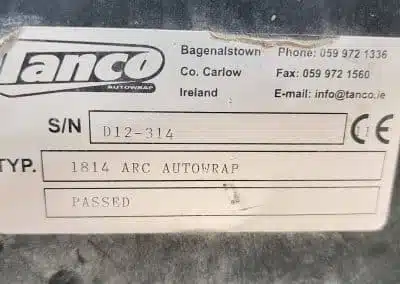 Tanco
AUTOWRAP
Bagenalstown Phone: 059 972 1336
Co. Carlow Fax: 059 972 1560
Ireland E-mail: info@tanco.ie
S/N D12-314 CE 11
TYP. 1814 ARC AUTOWRAP
PASSED